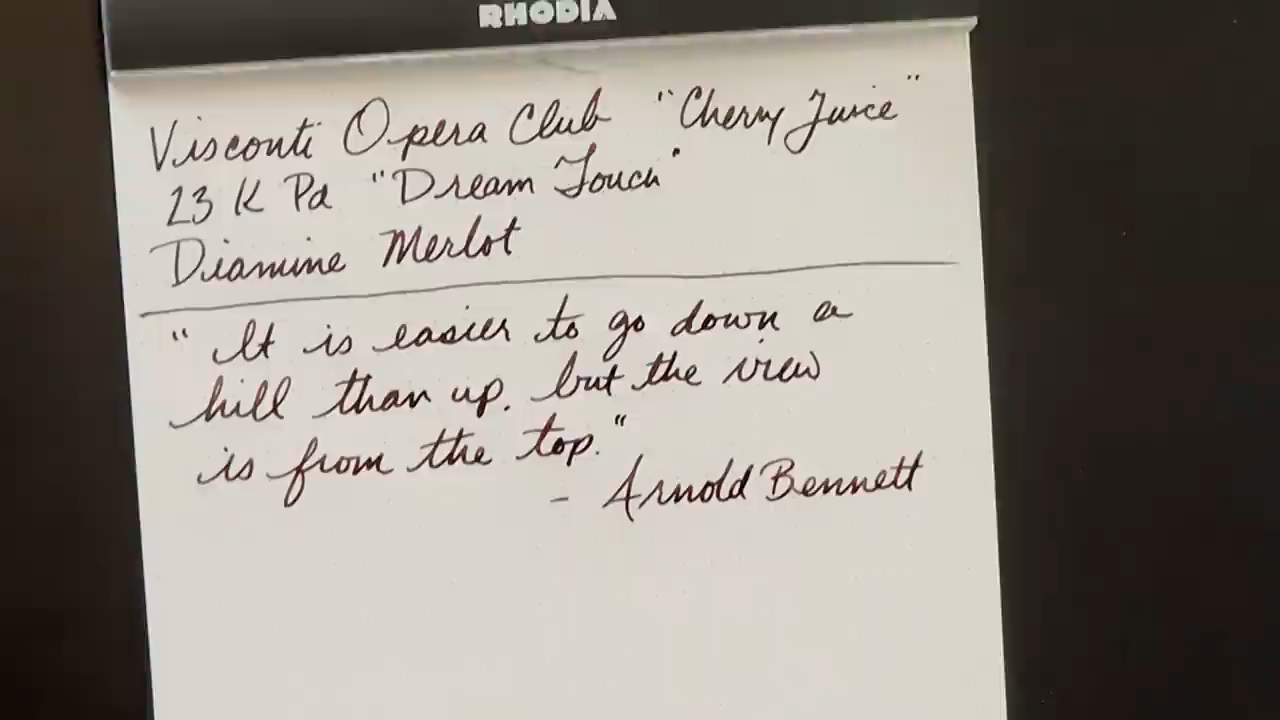 RHODIA
Visconti Opera Club "Cherry Juice"
23 K Pd "Dream Touch"
Diamine Merlot
"It is easier to go down a
hill than up, but the view
is from the top."
- Arnold Bennett